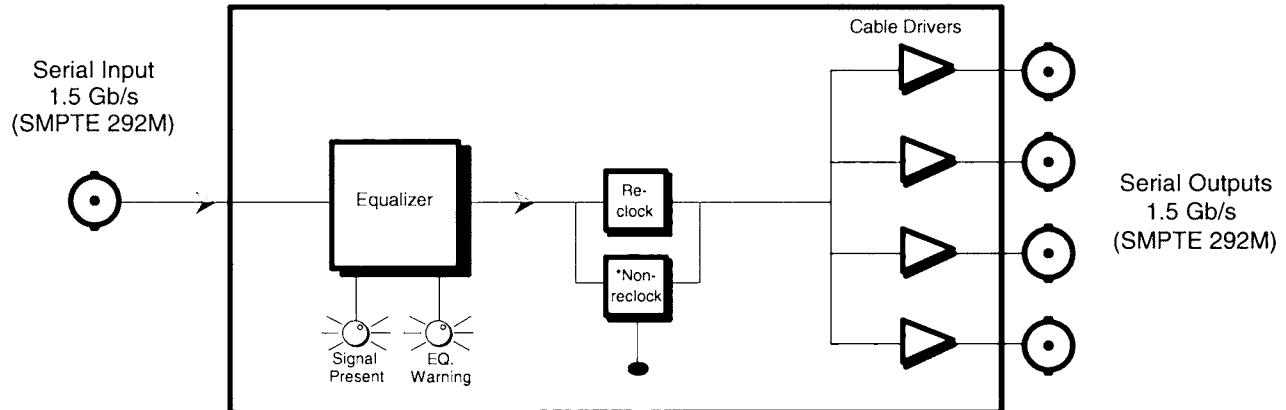 Cable Drivers
Serial Input
1.5 Gb/s
(SMPTE 292M)
Equalizer
Re-
clock
*Non-
reclock
Signal
Present
EQ.
Warning
Serial Outputs
1.5 Gb/s
(SMPTE 292M)